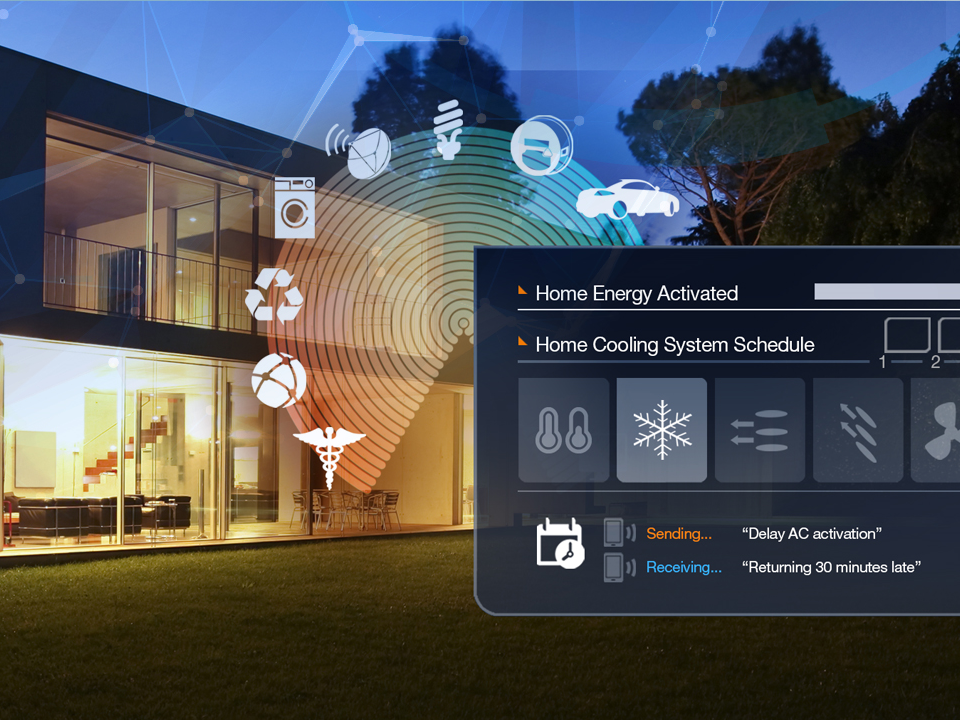 Home Energy Activated
Home Cooling System Schedule
1 2
Sending... “Delay AC activation”
Receiving... “Returning 30 minutes late”